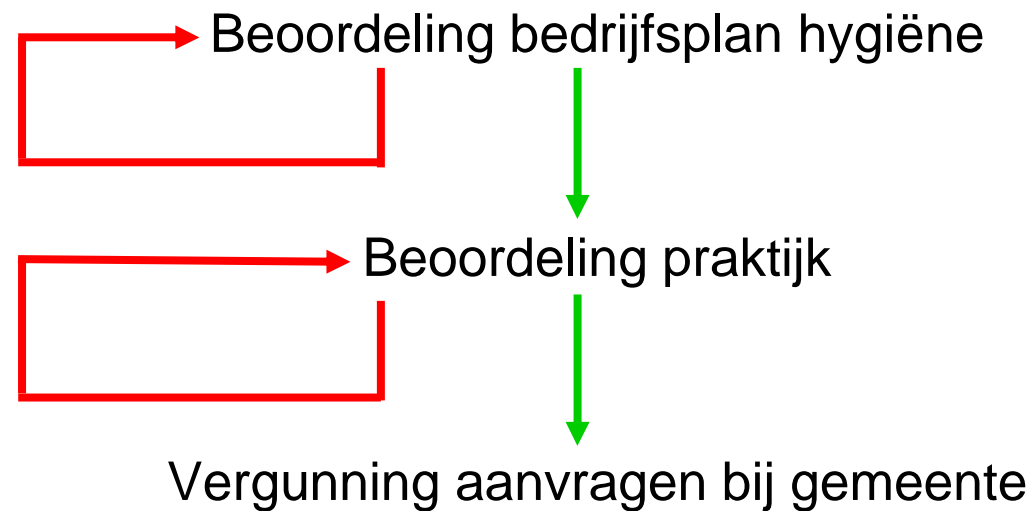 Beoordeling bedrijfsplan hygiëne
Beoordeling praktijk
Vergunning aanvragen bij gemeente